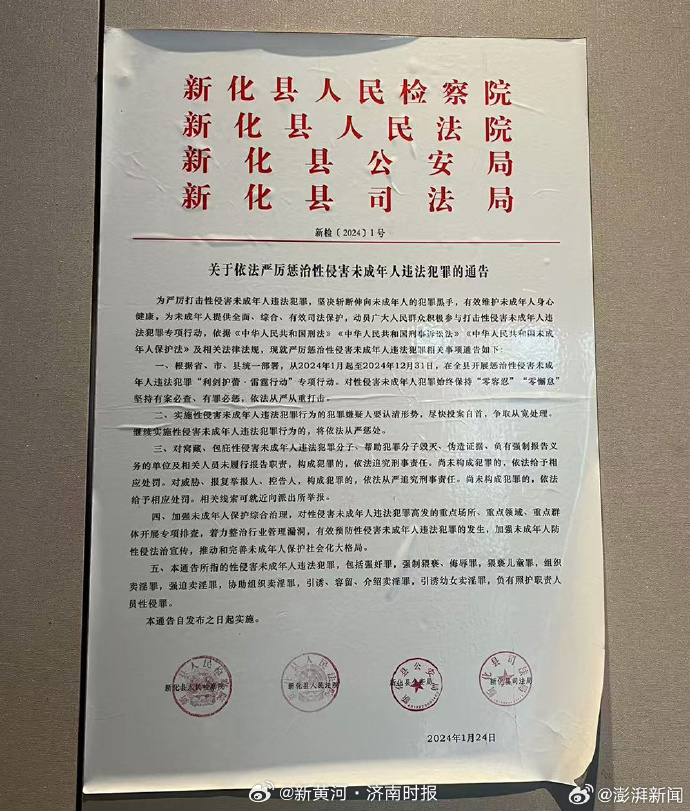 新化县人民检察院
新化县人民法院
新化县公安局
新化县司法局
新检〔2024〕1号
关于依法严厉惩治性侵害未成年人违法犯罪的通告
为严厉打击性侵害未成年人违法犯罪，坚决斩断伸向未成年人的犯罪黑手，有效维护未成年人身心
健康，为未成年人提供全面、综合、有效司法保护，动员广大人民群众积极参与打击性侵害未成年人违
法犯罪专项行动，依据《中华人民共和国刑法》《中华人民共和国刑事诉讼法》《中华人民共和国未成
年人保护法》及相关法律法规，现就严厉惩治性侵害未成年人违法犯罪相关事项通告如下：
一、根据省、市、县统一部署，从2024年1月起至2024年12月31日，在全县开展惩治性侵害未成
年人违法犯罪“利剑护蕾·雷霆行动”专项行动。对性侵害未成年人犯罪始终保持“零容忍”“零懈怠”
坚持有案必查、有罪必惩，依法从严从重打击。
二、实施性侵害未成年人违法犯罪行为的犯罪嫌疑人要认清形势，尽快投案自首，争取从宽处理。
继续实施性侵害未成年人违法犯罪行为的，将依法从严惩处。
三、对窝藏、包庇性侵害未成年人违法犯罪分子、帮助犯罪分子毁灭、伪造证据、负有强制报告义
务的单位及相关人员未履行报告职责，构成犯罪的，依法追究刑事责任。尚未构成犯罪的，依法给予相
应处罚。对威胁、报复举报人、控告人，构成犯罪的，依法从严追究刑事责任。尚未构成犯罪的，依法
给予相应处罚。相关线索可就近向派出所举报。
四、加强未成年人保护综合治理，对性侵害未成年人违法犯罪高发的重点场所、重点领域、重点群
体开展专项排查，着力整治行业管理漏洞，有效预防性侵害未成年人违法犯罪的发生，加强未成年人防
性侵法治宣传，推动和完善未成年人保护社会化大格局。
五、本通告所指的性侵害未成年人违法犯罪，包括强奸罪，强制猥亵、侮辱罪，猥亵儿童罪，组织
卖淫罪，强迫卖淫罪，协助组织卖淫罪，引诱、容留、介绍卖淫罪，引诱幼女卖淫罪，负有照护职责人
员性侵罪。
本通告自发布之日起实施。
新化县人民检察院 新化县人民法院 新化县公安局 新化县司法局
2024年1月24日
@新黄河·济南时报 @澎湃新闻